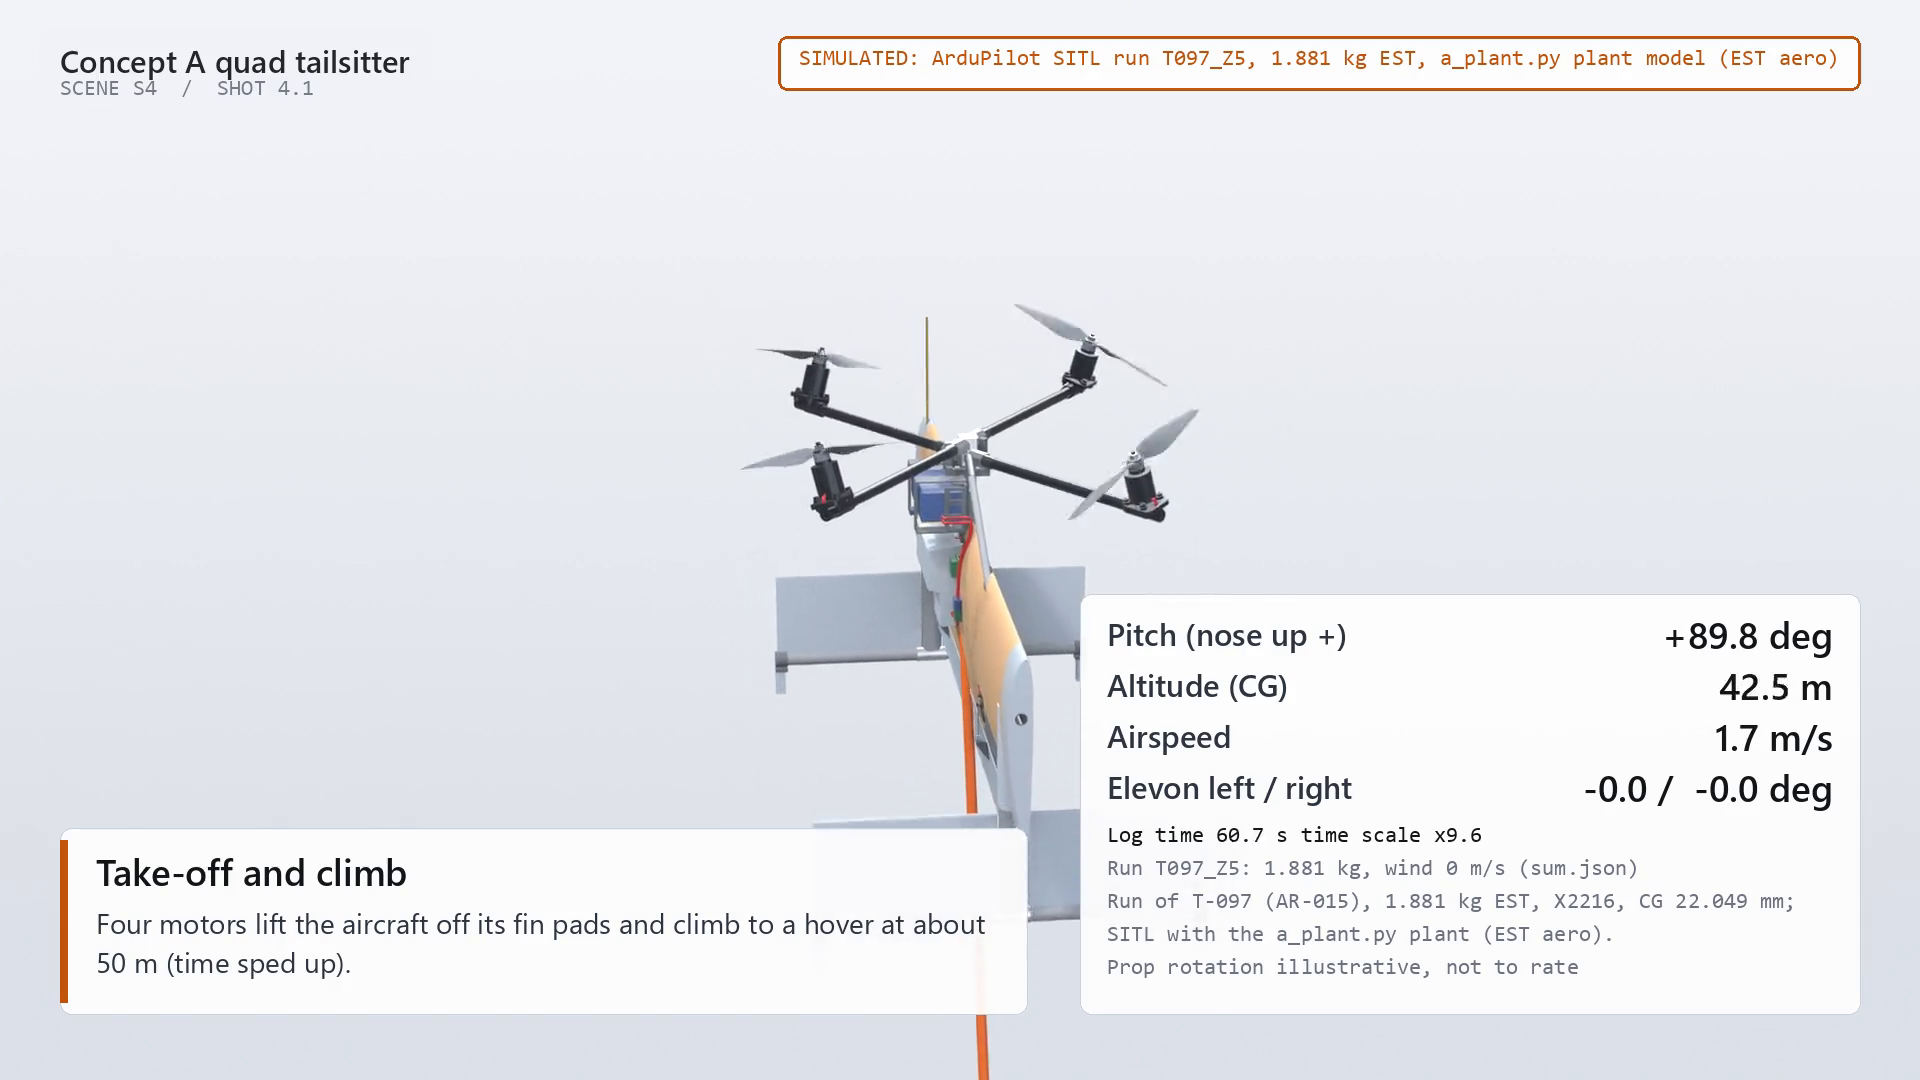 Concept A quad tailsitter
SCENE S4 / SHOT 4.1
SIMULATED: ArduPilot SITL run T097_Z5, 1.881 kg EST, a_plant.py plant model (EST aero)
Pitch (nose up +) +89.8 deg
Altitude (CG) 42.5 m
Airspeed 1.7 m/s
Elevon left / right -0.0 / -0.0 deg
Log time 60.7 s time scale x9.6
Run T097_Z5: 1.881 kg, wind 0 m/s (sum.json)
Run of T-097 (AR-015), 1.881 kg EST, X2216, CG 22.049 mm;
SITL with the a_plant.py plant (EST aero).
Prop rotation illustrative, not to rate
Take-off and climb
Four motors lift the aircraft off its fin pads and climb to a hover at about
50 m (time sped up).